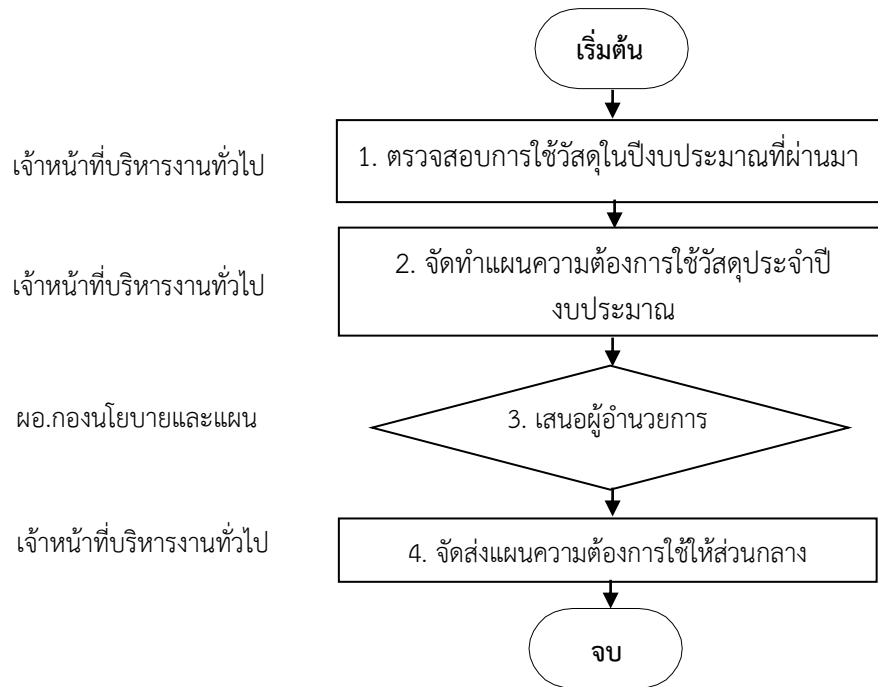 เริ่มต้น
เจ้าหน้าที่บริหารงานทั่วไป
1. ตรวจสอบการใช้วัสดุในปีงบประมาณที่ผ่านมา
เจ้าหน้าที่บริหารงานทั่วไป
2. จัดทำแผนความต้องการใช้วัสดุประจำปี
งบประมาณ
ผอ.กองนโยบายและแผน
3. เสนอผู้อำนวยการ
เจ้าหน้าที่บริหารงานทั่วไป
4. จัดส่งแผนความต้องการใช้ให้ส่วนกลาง
จบ